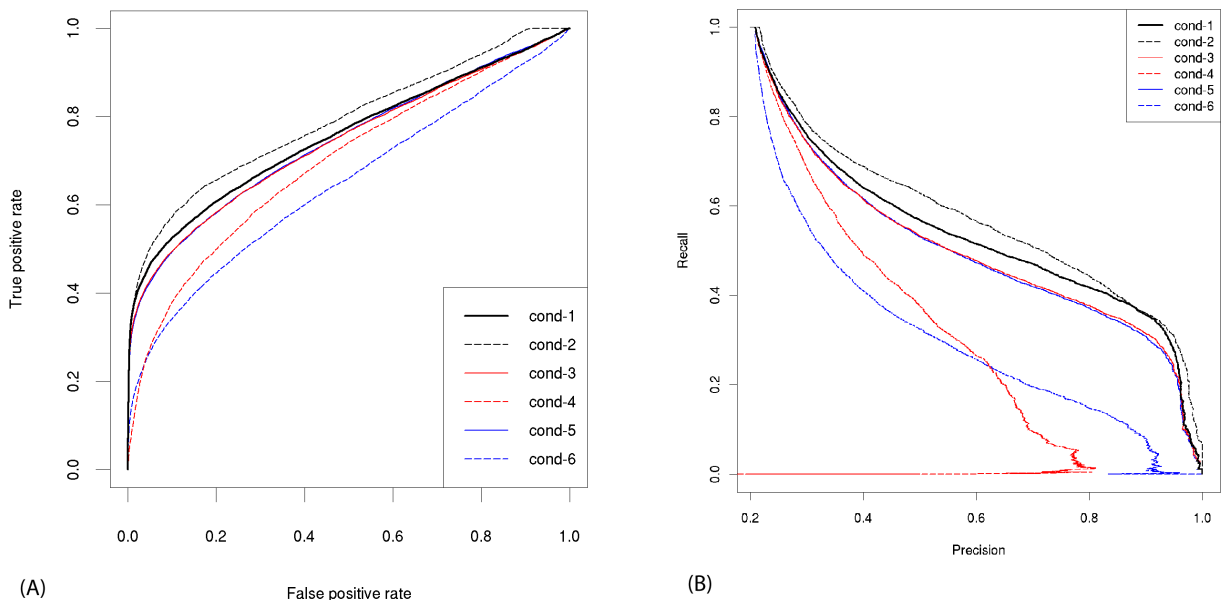 True positive rate
1.0
0.8
0.6
0.4
0.2
0.0
cond-1
cond-2
cond-3
cond-4
cond-5
cond-6
0.0 0.2 0.4 0.6 0.8 1.0
False positive rate
(A)
Recall
1.0
0.8
0.6
0.4
0.2
0.0
cond-1
cond-2
cond-3
cond-4
cond-5
cond-6
0.2 0.4 0.6 0.8 1.0
Precision
(B)